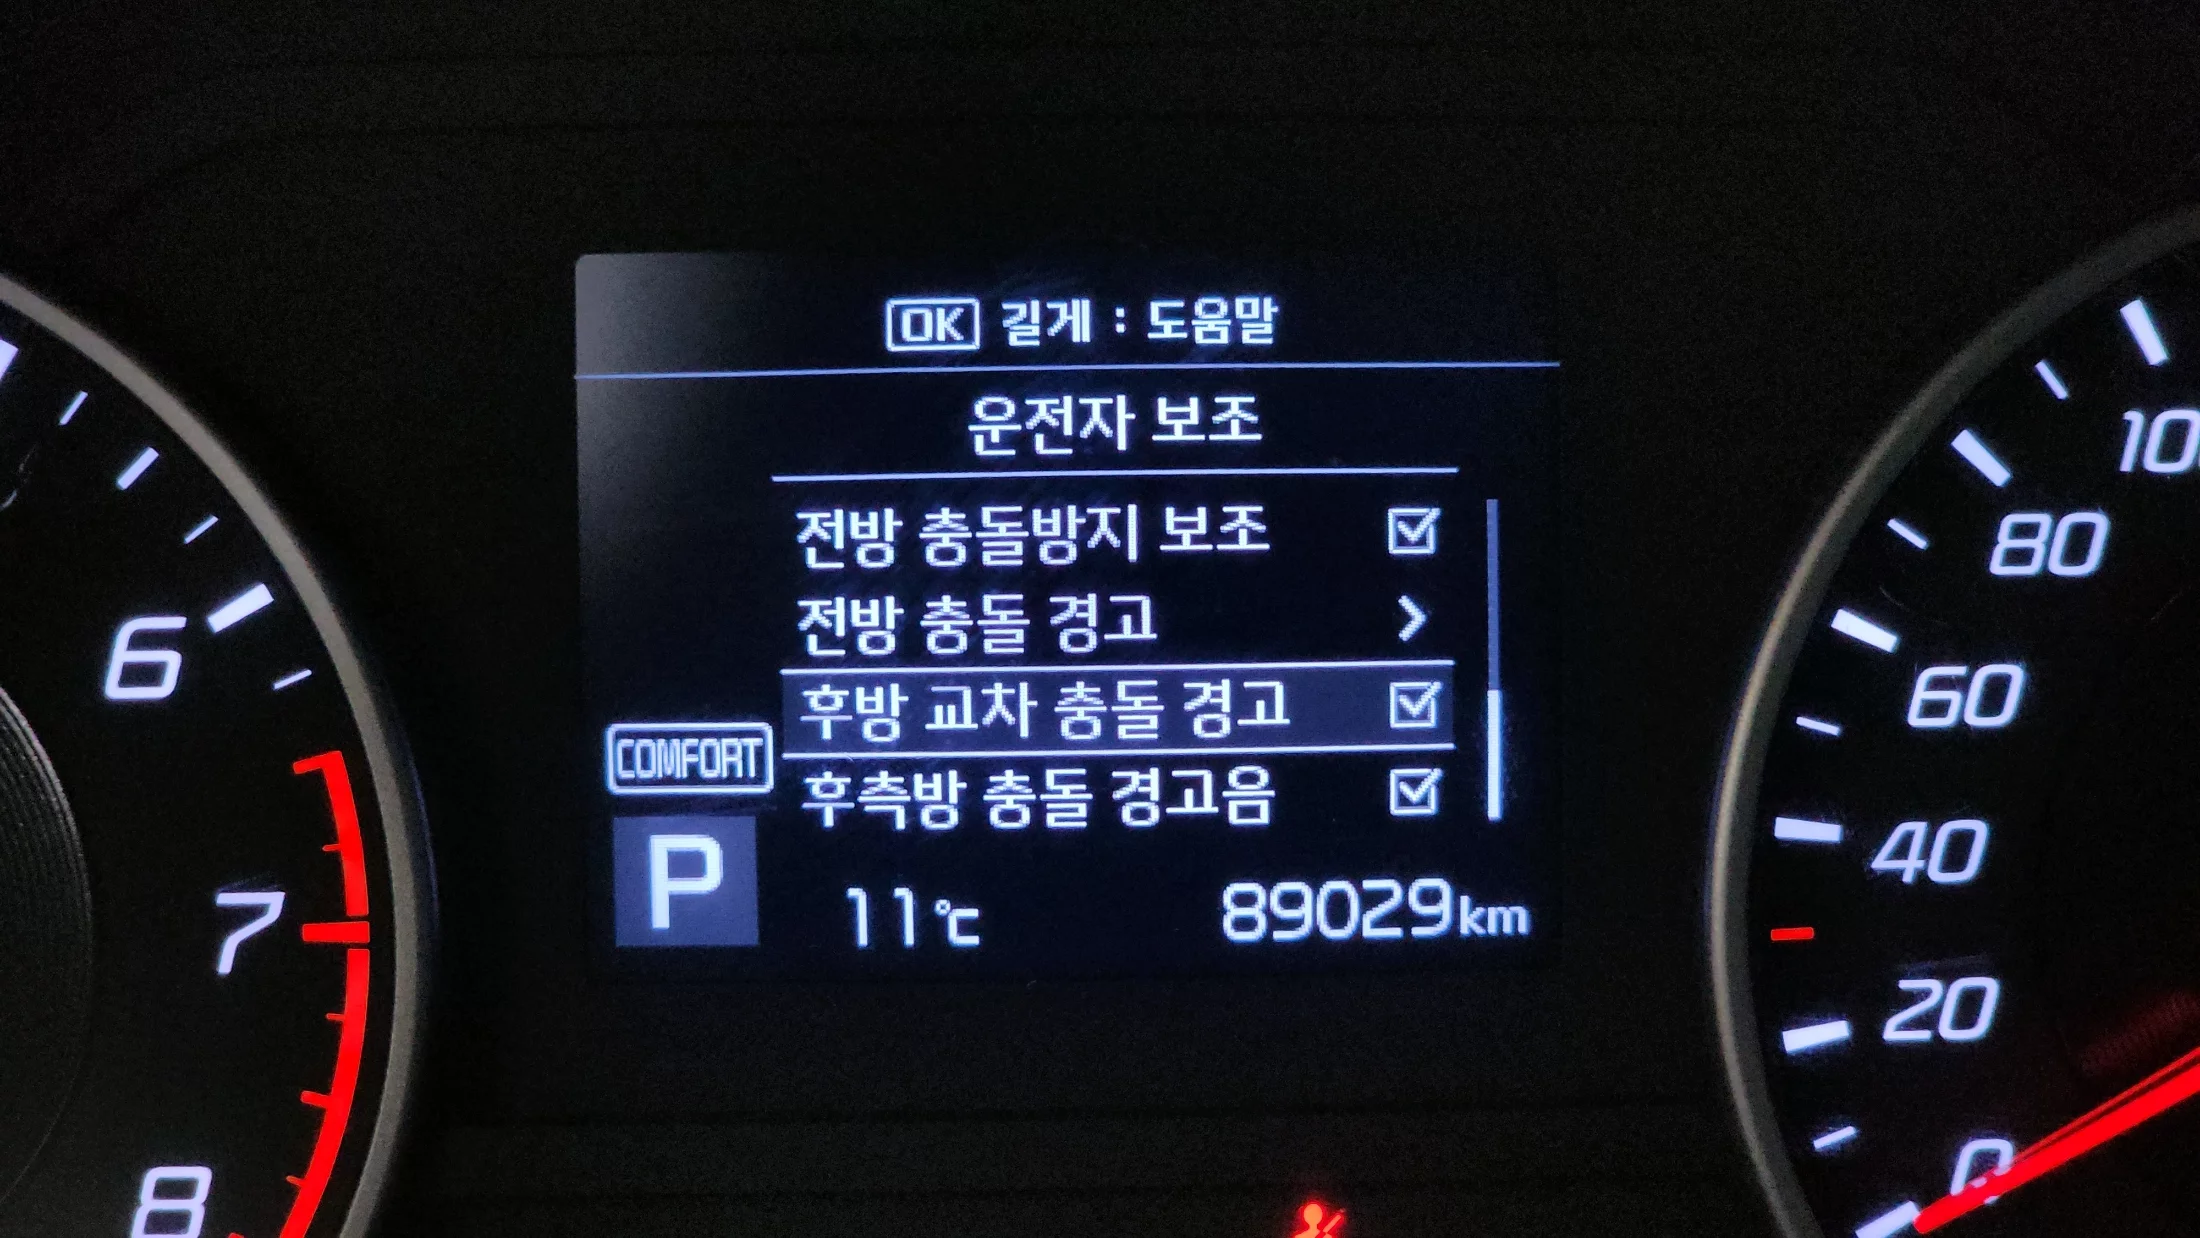 OK 길게 : 도움말
운전자 보조
전방 충돌방지 보조
전방 충돌 경고
후방 교차 충돌 경고
후측방 충돌 경고음
COMFORT
P
11℃ 89029km
6
7
8
100
80
60
40
20
0